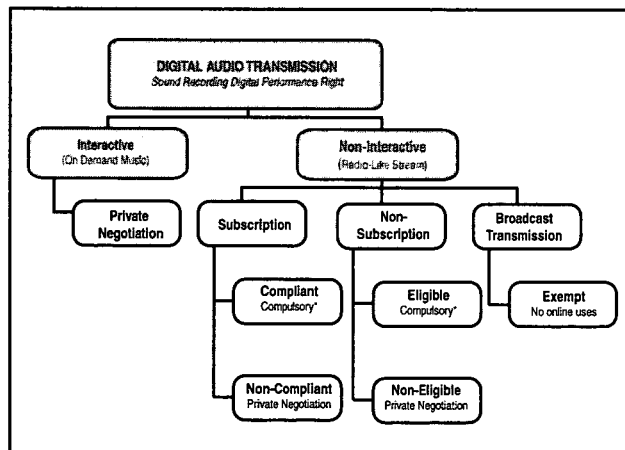 DIGITAL AUDIO TRANSMISSION
Sound Recording Digital Performance Right
Interactive
(On Demand Music)
Non-Interactive
(Radio-Like Stream)
Private
Negotiation
Subscription
Non-
Subscription
Broadcast
Transmission
Compliant
Compulsory*
Eligible
Compulsory*
Exempt
No online uses
Non-Compliant
Private Negotiation
Non-Eligible
Private Negotiation